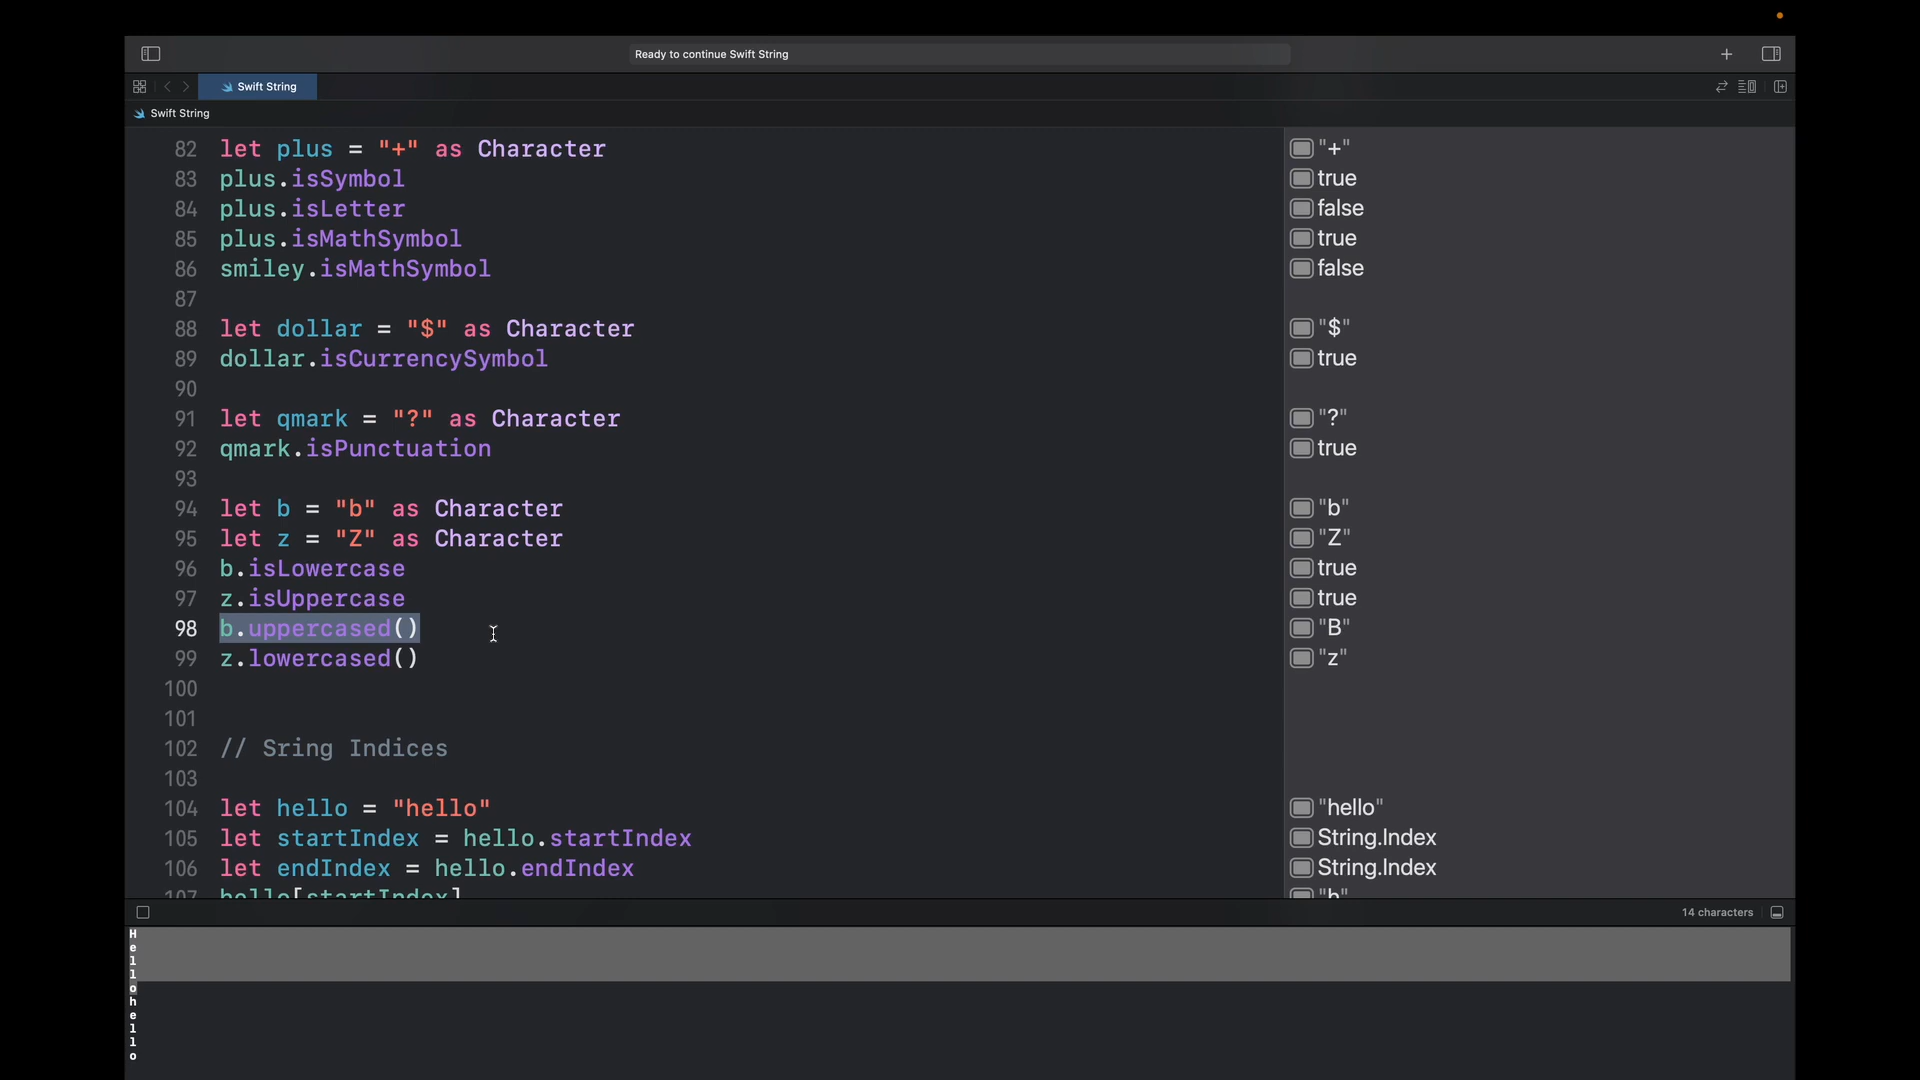 Ready to continue Swift String
Swift String
Swift String
82 let plus = "+" as Character "+"
83 plus.isSymbol true
84 plus.isLetter false
85 plus.isMathSymbol true
86 smiley.isMathSymbol false
87
88 let dollar = "$" as Character "$"
89 dollar.isCurrencySymbol true
90
91 let qmark = "?" as Character "?"
92 qmark.isPunctuation true
93
94 let b = "b" as Character "b"
95 let z = "Z" as Character "Z"
96 b.isLowercase true
97 z.isUppercase true
98 b.uppercased() "B"
99 z.lowercased() "z"
100
101
102 // Sring Indices
103
104 let hello = "hello" "hello"
105 let startIndex = hello.startIndex String.Index
106 let endIndex = hello.endIndex String.Index
107 hello[startIndex] "h"
14 characters
H
e
l
l
o
h
e
l
l
o